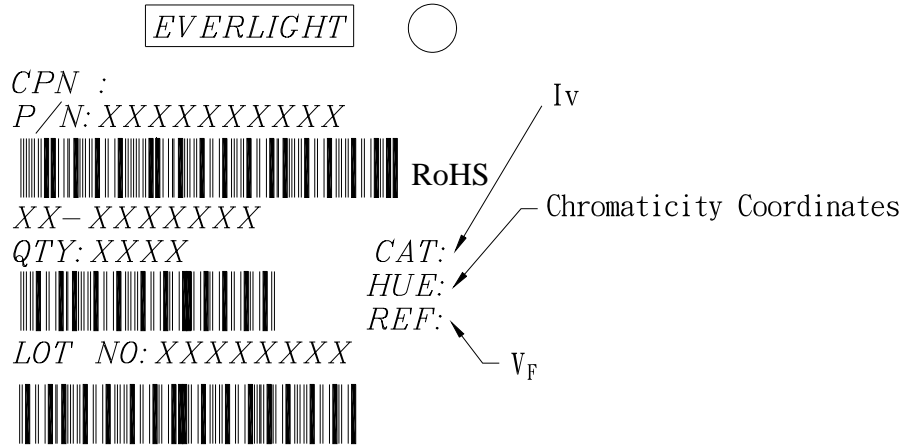 EVERLIGHT
CPN :
P/N: XXXXXXXXXX
RoHS
XX-XXXXXXX
QTY: XXXX
LOT NO: XXXXXXXX
CAT:
HUE:
REF:
Iv
Chromaticity Coordinates
VF